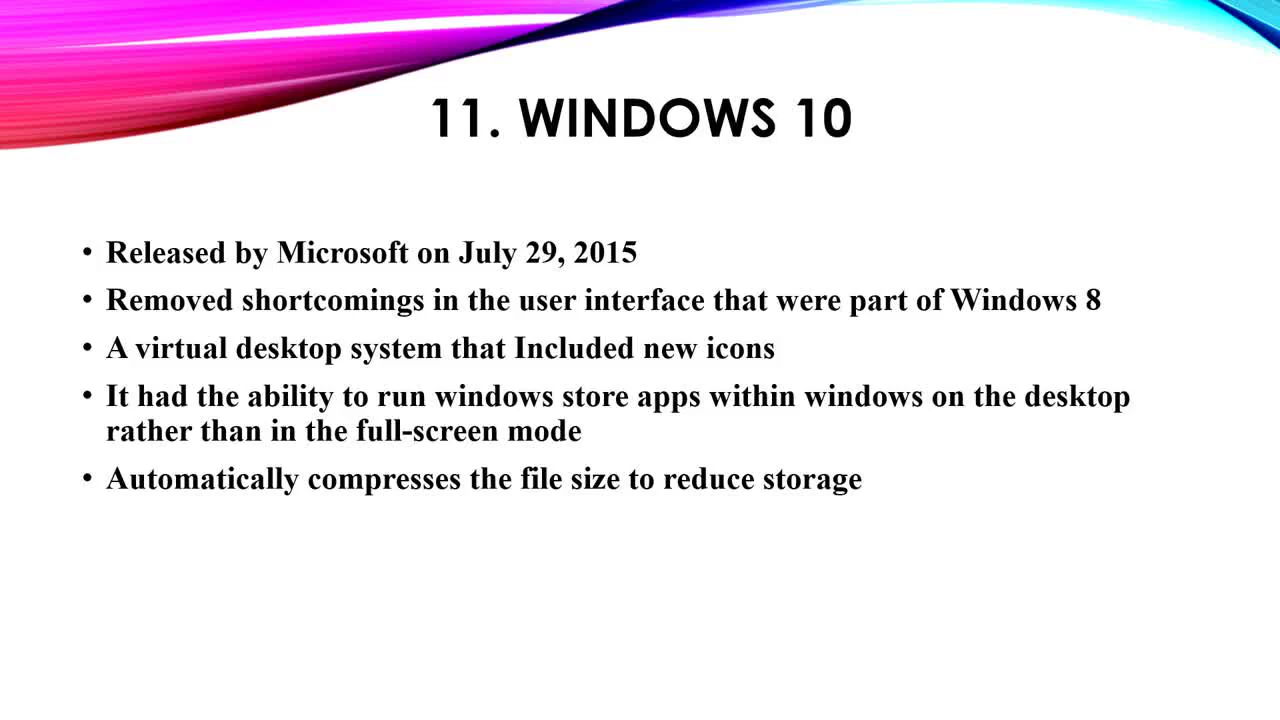 11. WINDOWS 10
• Released by Microsoft on July 29, 2015
• Removed shortcomings in the user interface that were part of Windows 8
• A virtual desktop system that Included new icons
• It had the ability to run windows store apps within windows on the desktop
rather than in the full-screen mode
• Automatically compresses the file size to reduce storage